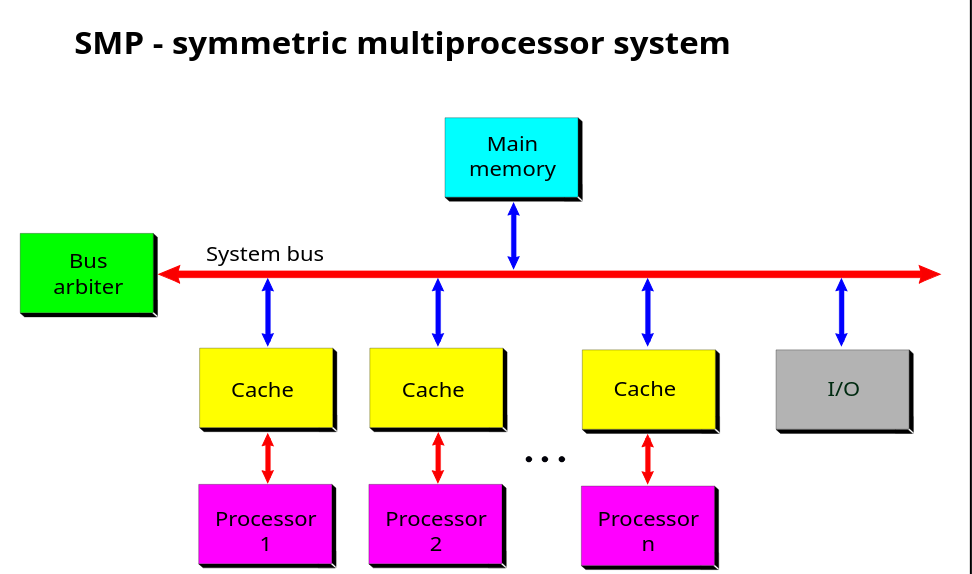 SMP - symmetric multiprocessor system
Main
memory
System bus
Bus
arbiter
Cache
Cache
Cache
I/O
...
Processor
1
Processor
2
Processor
n